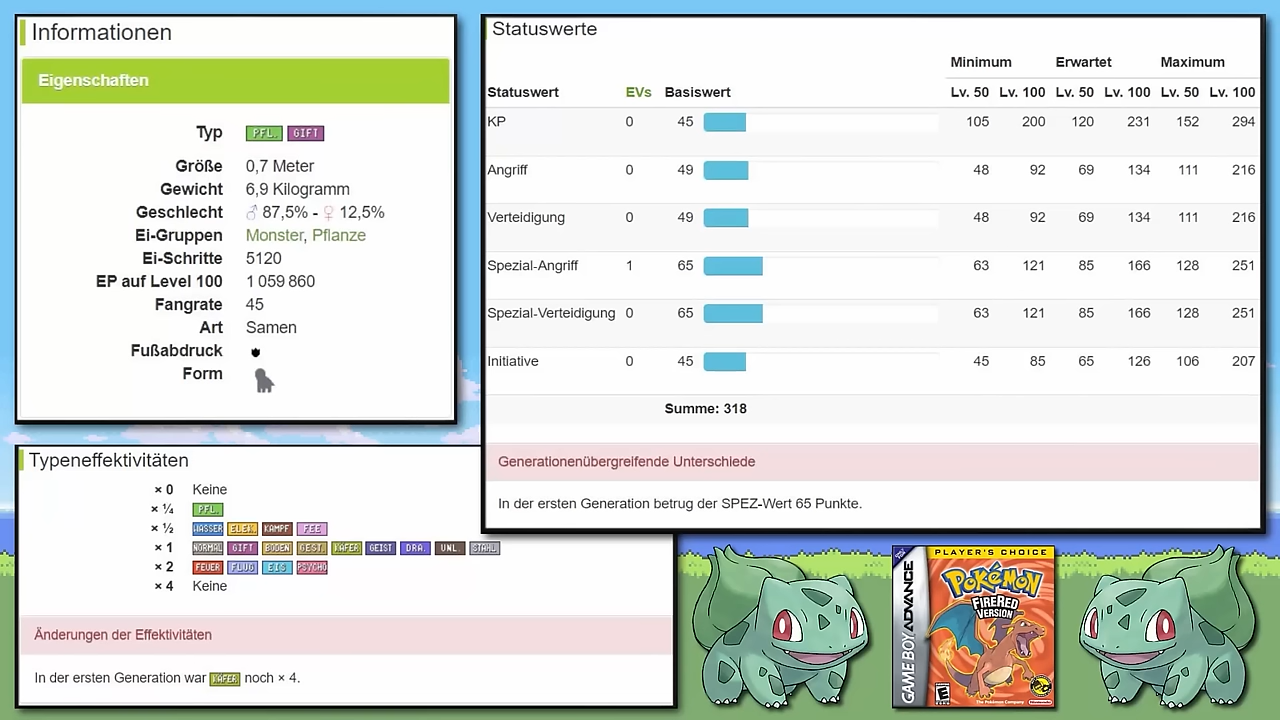 Informationen
Eigenschaften
Typ PFL. GIFT
Größe 0,7 Meter
Gewicht 6,9 Kilogramm
Geschlecht ♂ 87,5% - ♀ 12,5%
Ei-Gruppen Monster, Pflanze
Ei-Schritte 5120
EP auf Level 100 1 059 860
Fangrate 45
Art Samen
Fußabdruck
Form
Statuswerte
Minimum Erwartet Maximum
Statuswert EVs Basiswert Lv. 50 Lv. 100 Lv. 50 Lv. 100 Lv. 50 Lv. 100
KP 0 45 105 200 120 231 152 294
Angriff 0 49 48 92 69 134 111 216
Verteidigung 0 49 48 92 69 134 111 216
Spezial-Angriff 1 65 63 121 85 166 128 251
Spezial-Verteidigung 0 65 63 121 85 166 128 251
Initiative 0 45 45 85 65 126 106 207
Summe: 318
Generationenübergreifende Unterschiede
In der ersten Generation betrug der SPEZ-Wert 65 Punkte.
Typeneffektivitäten
× 0 Keine
× ¼ PFL.
× ½ WASSER ELEK. KAMPF FEE
× 1 NORMAL GIFT BODEN GEST. KÄFER GEIST DRA. UNL. STAHL
× 2 FEUER FLUG EIS PSYCHO
× 4 Keine
Änderungen der Effektivitäten
In der ersten Generation war KÄFER noch × 4.
PLAYER'S CHOICE
GAME BOY ADVANCE
POKéMON
FIRERED
VERSION
EVERYONE
E
Nintendo